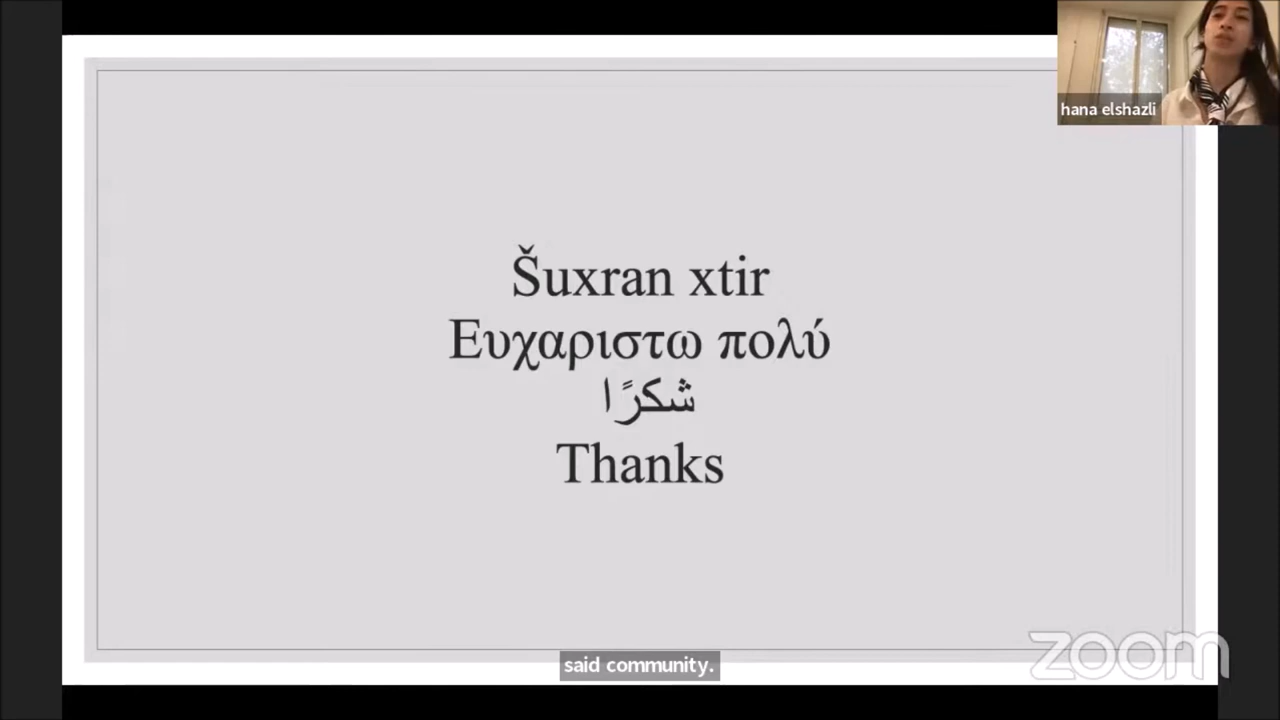 hana elshazli
Šuxran xtir
Ευχαριστω πολύ
شكرًا
Thanks
said community.
zoom